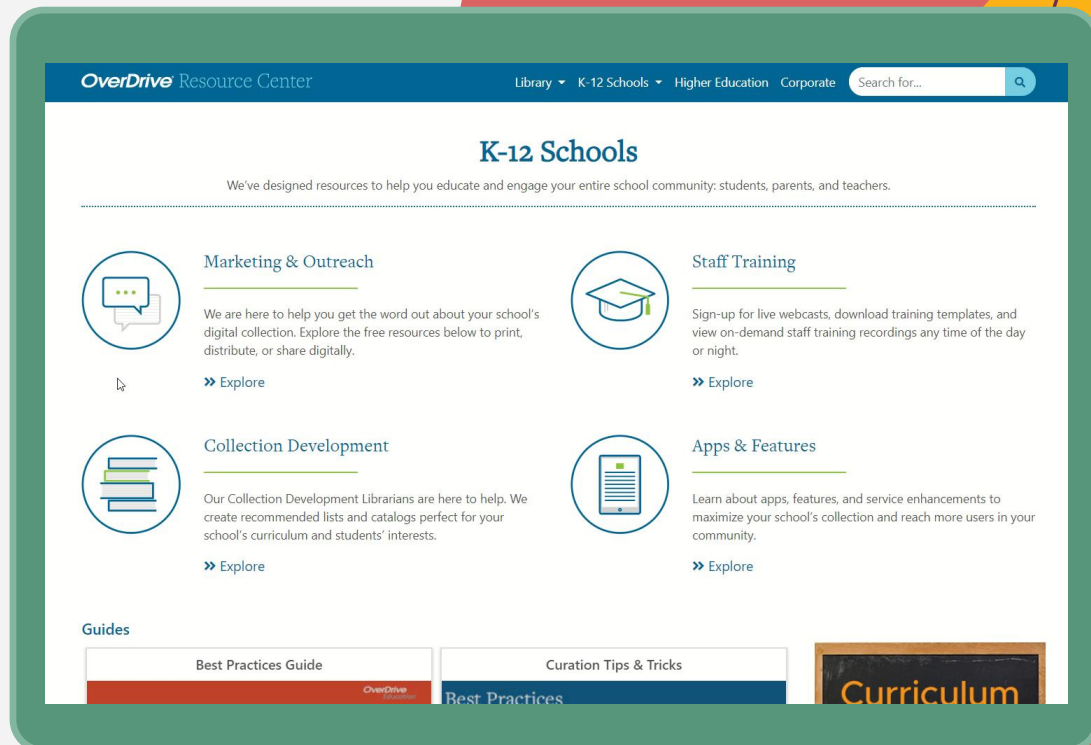 OverDrive Resource Center
Library K-12 Schools Higher Education Corporate Search for...
K-12 Schools
We've designed resources to help you educate and engage your entire school community: students, parents, and teachers.
Marketing & Outreach
We are here to help you get the word out about your school's
digital collection. Explore the free resources below to print,
distribute, or share digitally.
>> Explore
Staff Training
Sign-up for live webcasts, download training templates, and
view on-demand staff training recordings any time of the day
or night.
>> Explore
Collection Development
Our Collection Development Librarians are here to help. We
create recommended lists and catalogs perfect for your
school's curriculum and students' interests.
>> Explore
Apps & Features
Learn about apps, features, and service enhancements to
maximize your school's collection and reach more users in your
community.
>> Explore
Guides
Best Practices Guide
OverDrive
Education
Curation Tips & Tricks
Best Practices
Curriculum